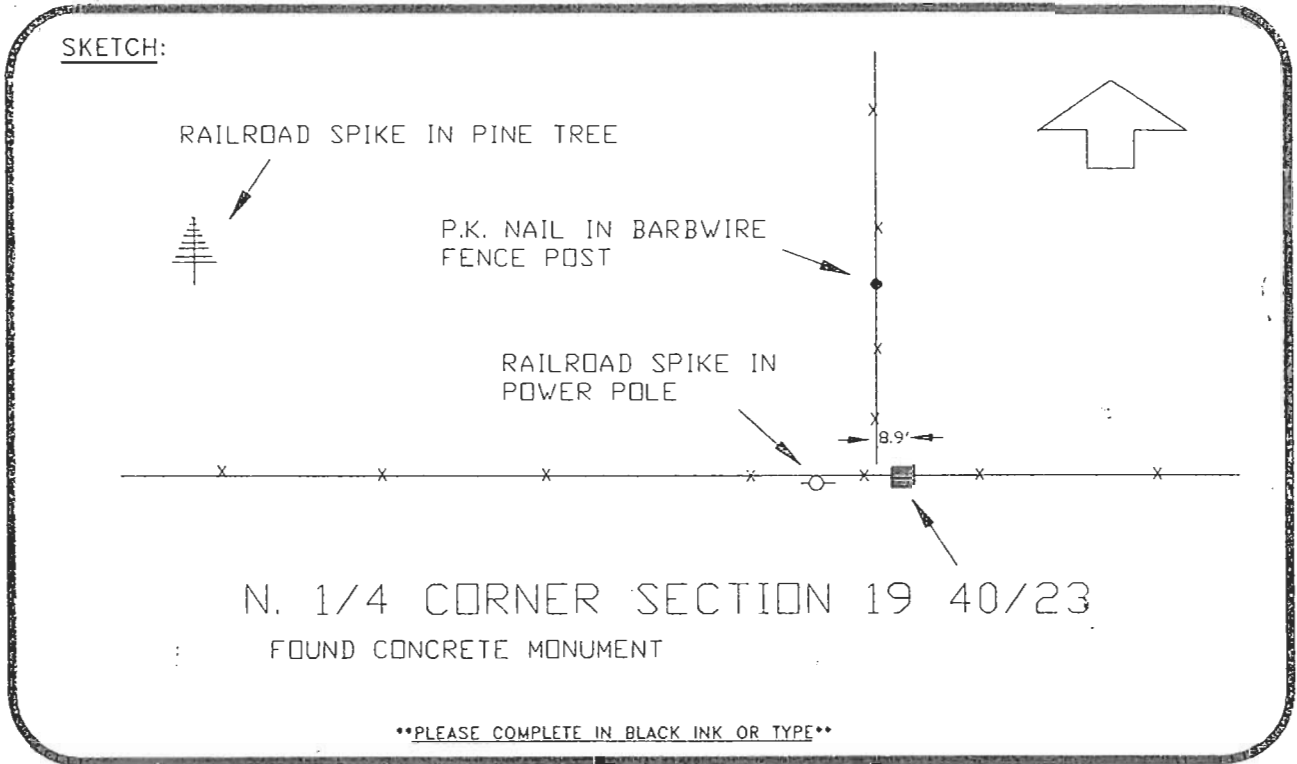 SKETCH:
RAILROAD SPIKE IN PINE TREE
P.K. NAIL IN BARBWIRE
FENCE POST
RAILROAD SPIKE IN
POWER POLE
8.9'
N. 1/4 CORNER SECTION 19 40/23
FOUND CONCRETE MONUMENT
**PLEASE COMPLETE IN BLACK INK OR TYPE**